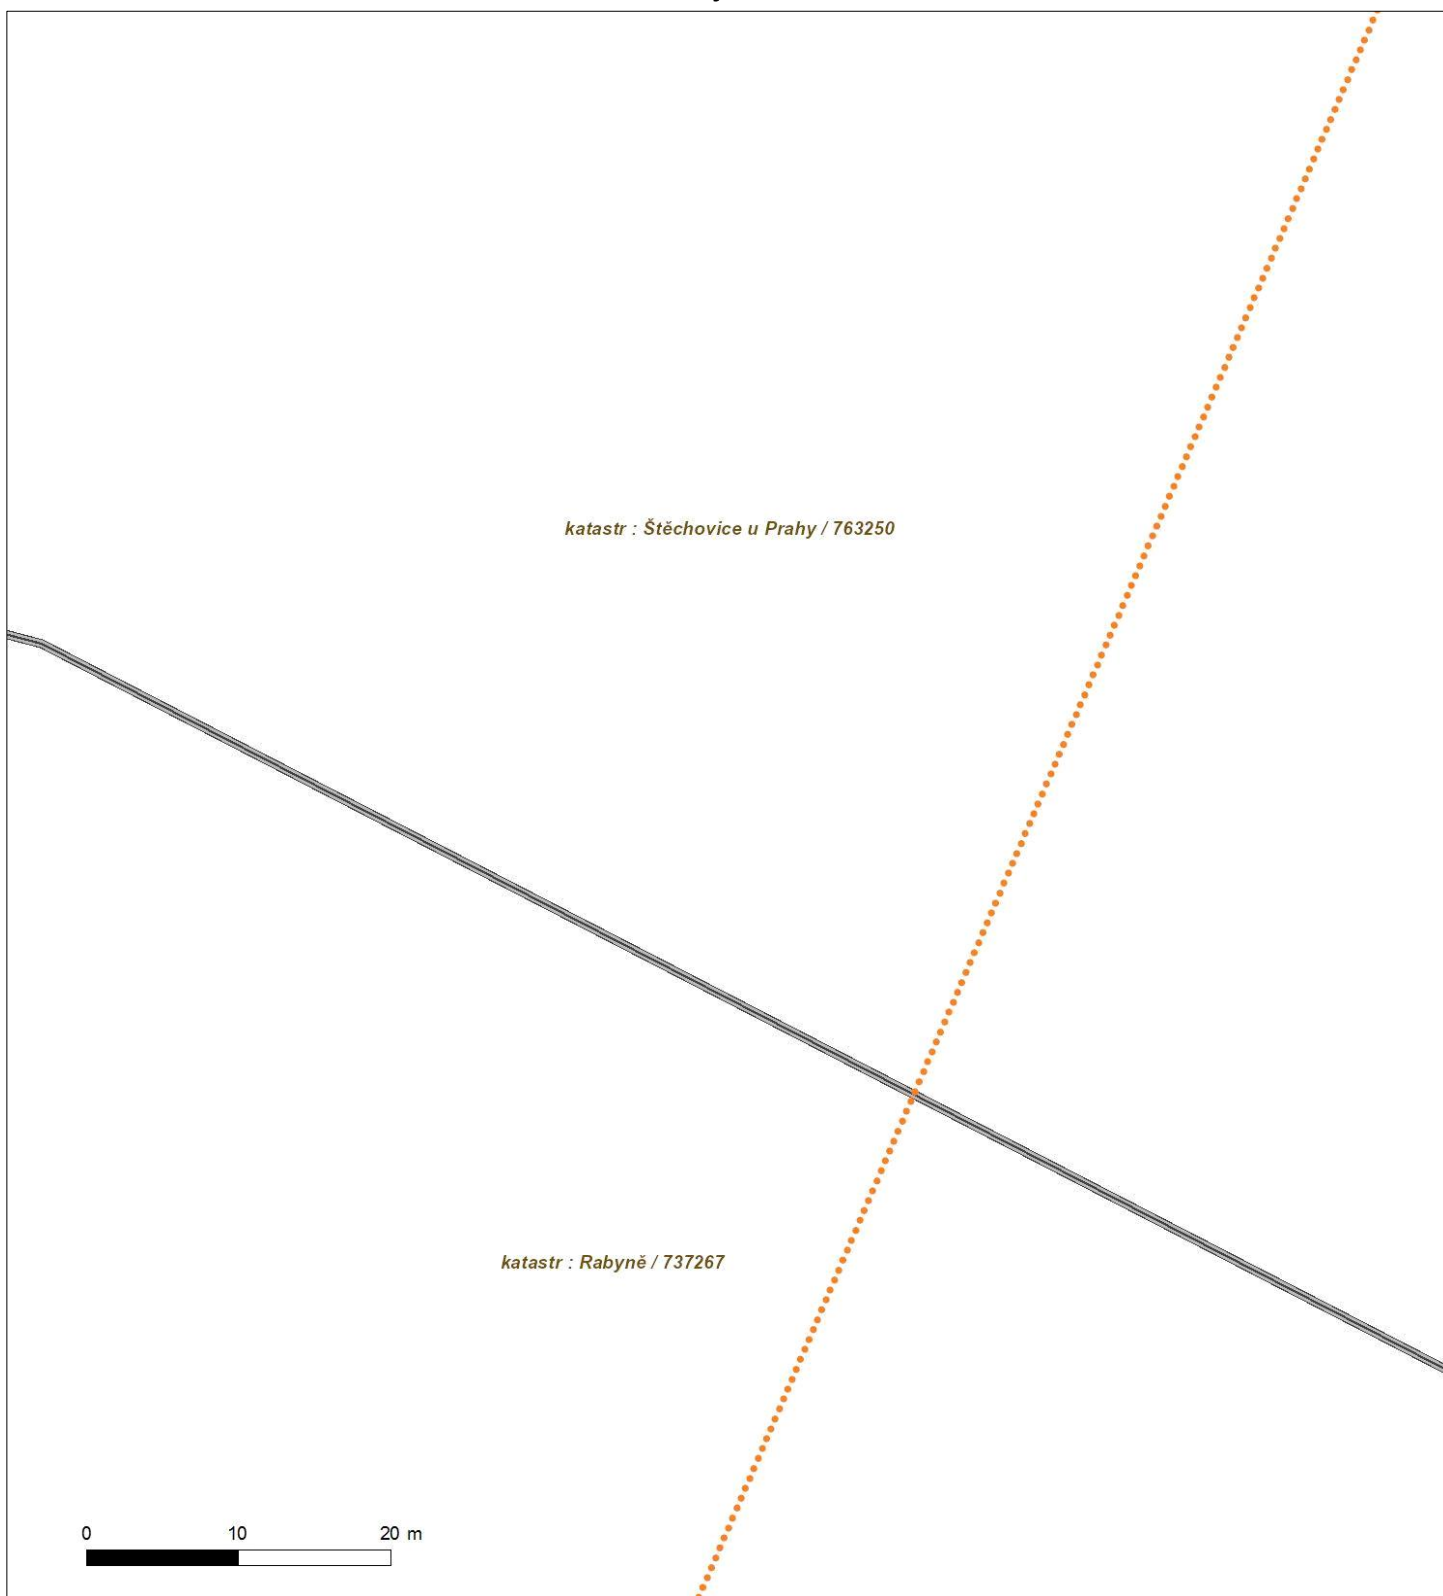 katastr : Štěchovice u Prahy / 763250
katastr : Rabyně / 737267
0 10 20 m